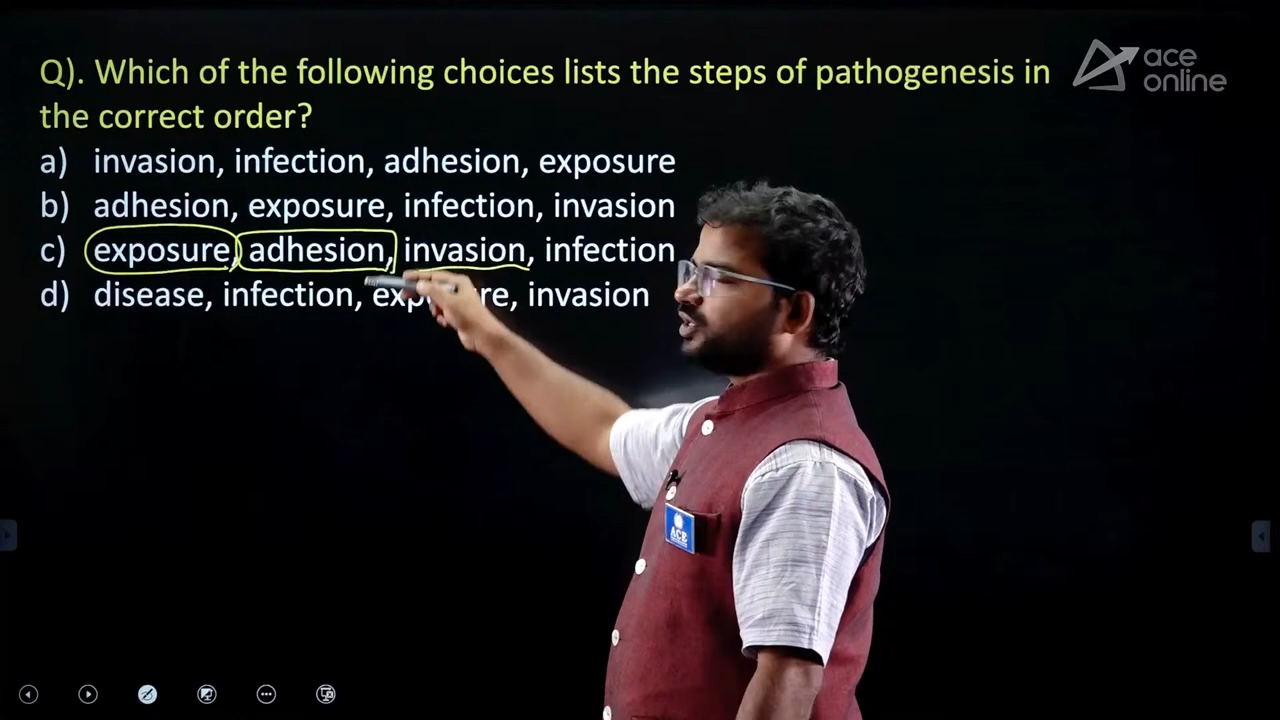 Q). Which of the following choices lists the steps of pathogenesis in
the correct order?
a) invasion, infection, adhesion, exposure
b) adhesion, exposure, infection, invasion
c) exposure, adhesion, invasion, infection
d) disease, infection, invasion
ace
online
ACE